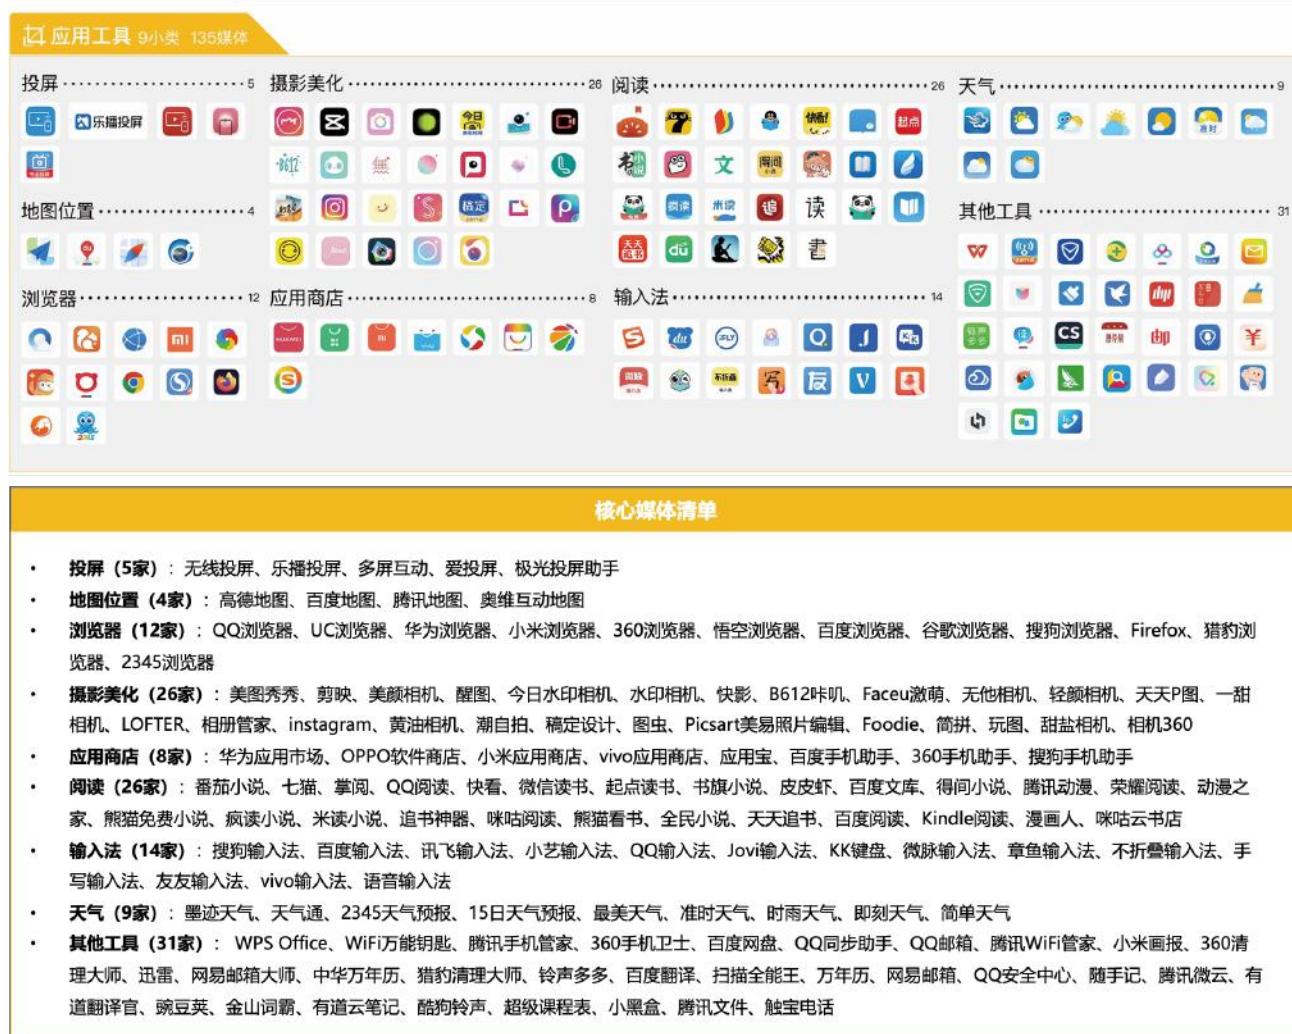 应用工具 9小类 135媒体
投屏 5
乐播投屏
地图位置 4
浏览器 12
摄影美化 26
应用商店 8
阅读 26
输入法 14
天气 9
其他工具 31
核心媒体清单
• 投屏（5家）：无线投屏、乐播投屏、多屏互动、爱投屏、极光投屏助手
• 地图位置（4家）：高德地图、百度地图、腾讯地图、奥维互动地图
• 浏览器（12家）：QQ浏览器、UC浏览器、华为浏览器、小米浏览器、360浏览器、悟空浏览器、百度浏览器、谷歌浏览器、搜狗浏览器、Firefox、猎豹浏
览器、2345浏览器
• 摄影美化（26家）：美图秀秀、剪映、美颜相机、醒图、今日水印相机、水印相机、快影、B612咔叽、Faceu激萌、无他相机、轻颜相机、天天P图、一甜
相机、LOFTER、相册管家、instagram、黄油相机、潮自拍、稿定设计、图虫、Picsart美易照片编辑、Foodie、简拼、玩图、甜盐相机、相机360
• 应用商店（8家）：华为应用市场、OPPO软件商店、小米应用商店、vivo应用商店、应用宝、百度手机助手、360手机助手、搜狗手机助手
• 阅读（26家）：番茄小说、七猫、掌阅、QQ阅读、快看、微信读书、起点读书、书旗小说、皮皮虾、百度文库、得间小说、腾讯动漫、荣耀阅读、动漫之
家、熊猫免费小说、疯读小说、米读小说、追书神器、咪咕阅读、熊猫看书、全民小说、天天追书、百度阅读、Kindle阅读、漫画人、咪咕云书店
• 输入法（14家）：搜狗输入法、百度输入法、讯飞输入法、小艺输入法、QQ输入法、Jovi输入法、KK键盘、微脉输入法、章鱼输入法、不折叠输入法、手
写输入法、友友输入法、vivo输入法、语音输入法
• 天气（9家）：墨迹天气、天气通、2345天气预报、15日天气预报、最美天气、准时天气、时雨天气、即刻天气、简单天气
• 其他工具（31家）： WPS Office、WiFi万能钥匙、腾讯手机管家、360手机卫士、百度网盘、QQ同步助手、QQ邮箱、腾讯WiFi管家、小米画报、360清
理大师、迅雷、网易邮箱大师、中华万年历、猎豹清理大师、铃声多多、百度翻译、扫描全能王、万年历、网易邮箱、QQ安全中心、随手记、腾讯微云、有
道翻译官、豌豆荚、金山词霸、有道云笔记、酷狗铃声、超级课程表、小黑盒、腾讯文件、触宝电话